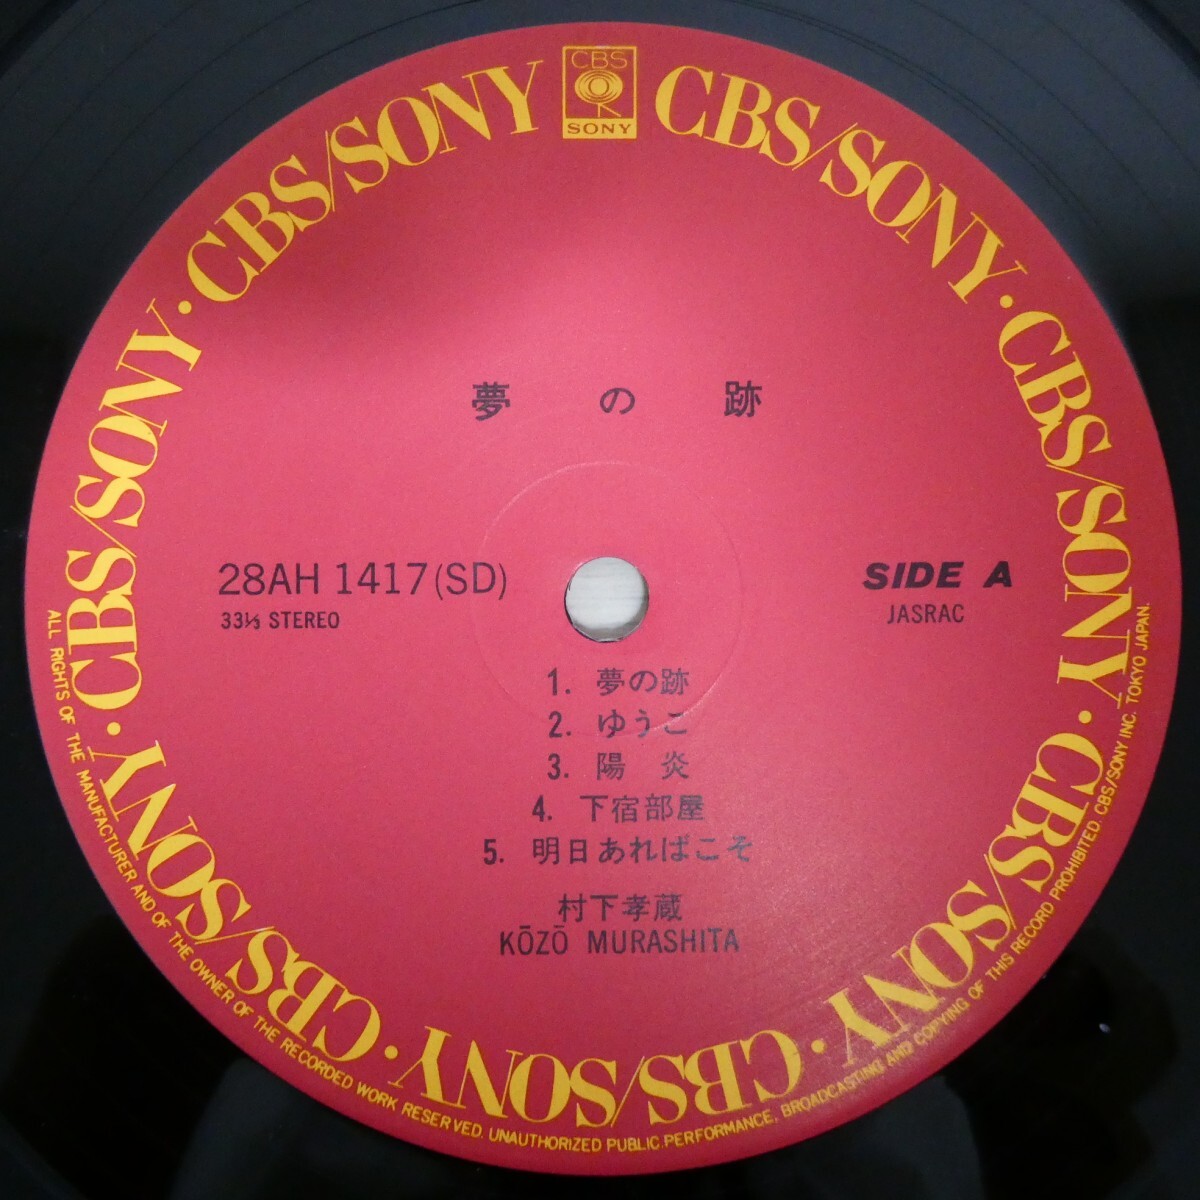 CBS
SONY
CBS/SONY・CBS/SONY・CBS/SONY・CBS/SONY・CBS/SONY・CBS/SONY・CBS/SONY・CBS/SONY
夢の跡
28AH 1417(SD)
33⅓ STEREO
SIDE A
JASRAC
1. 夢の跡
2. ゆうこ
3. 陽 炎
4. 下宿部屋
5. 明日あればこそ
村下孝蔵
KŌZŌ MURASHITA
ALL RIGHTS OF THE MANUFACTURER AND OF THE OWNER OF THE RECORDED WORK RESERVED. UNAUTHORIZED PUBLIC PERFORMANCE, BROADCASTING AND COPYING OF THIS RECORD PROHIBITED. CBS/SONY INC. TOKYO JAPAN.